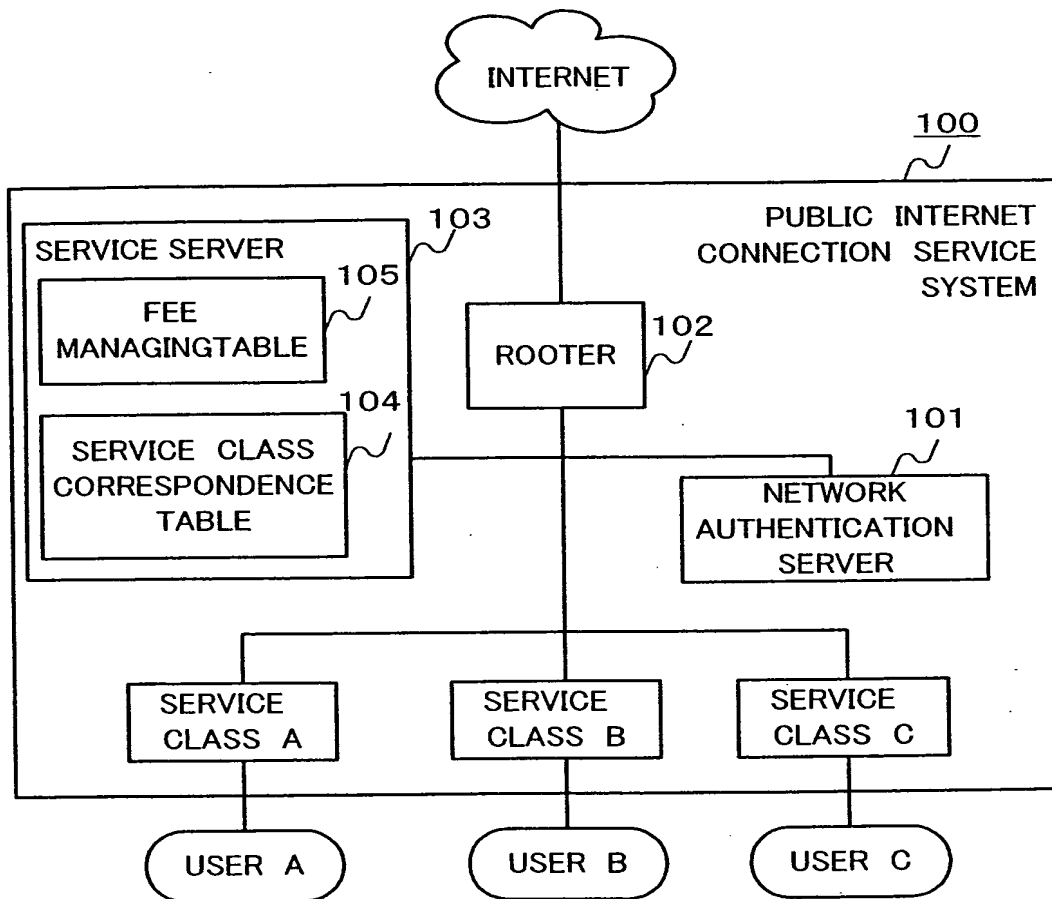 INTERNET
100
PUBLIC INTERNET
CONNECTION SERVICE
SYSTEM
103
SERVICE SERVER
105
FEE
MANAGINGTABLE
102
ROOTER
104
SERVICE CLASS
CORRESPONDENCE
TABLE
101
NETWORK
AUTHENTICATION
SERVER
SERVICE
CLASS A
SERVICE
CLASS B
SERVICE
CLASS C
USER A
USER B
USER C